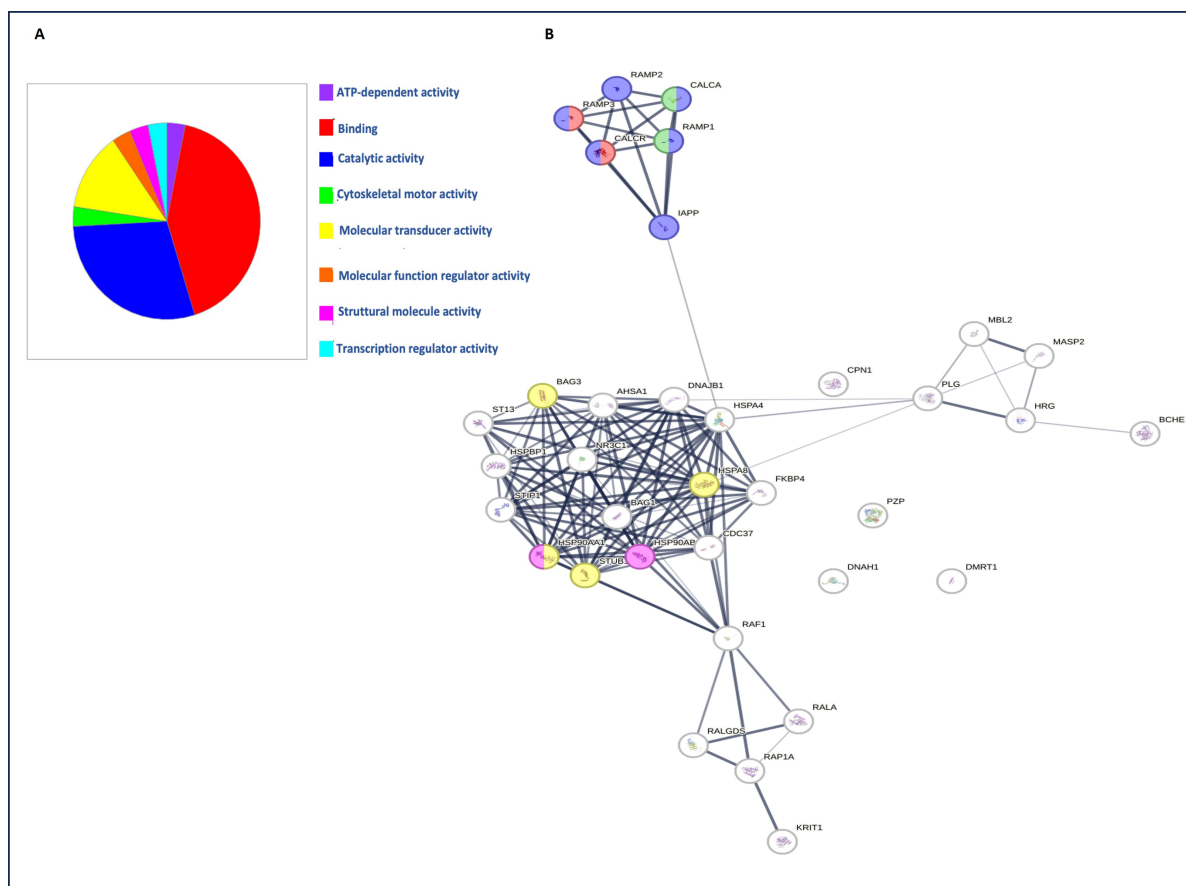 A
B
ATP-dependent activity
Binding
Catalytic activity
Cytoskeletal motor activity
Molecular transducer activity
Molecular function regulator activity
Struttural molecule activity
Transcription regulator activity
RAMP2
CALCA
RAMP3
RAMP1
CALCR
IAPP
MBL2
MASP2
CPN1
PLG
HRG
BCHE
BAG3
AHSA1
DNAJB1
HSPA4
ST13
NR3C1
HSPBP1
HSPA8
FKBP4
STIP1
BAG1
PZP
HSP90AA1
HSP90AB
CDC37
STUB1
DNAH1
DMRT1
RAF1
RALA
RALGDS
RAP1A
KRIT1